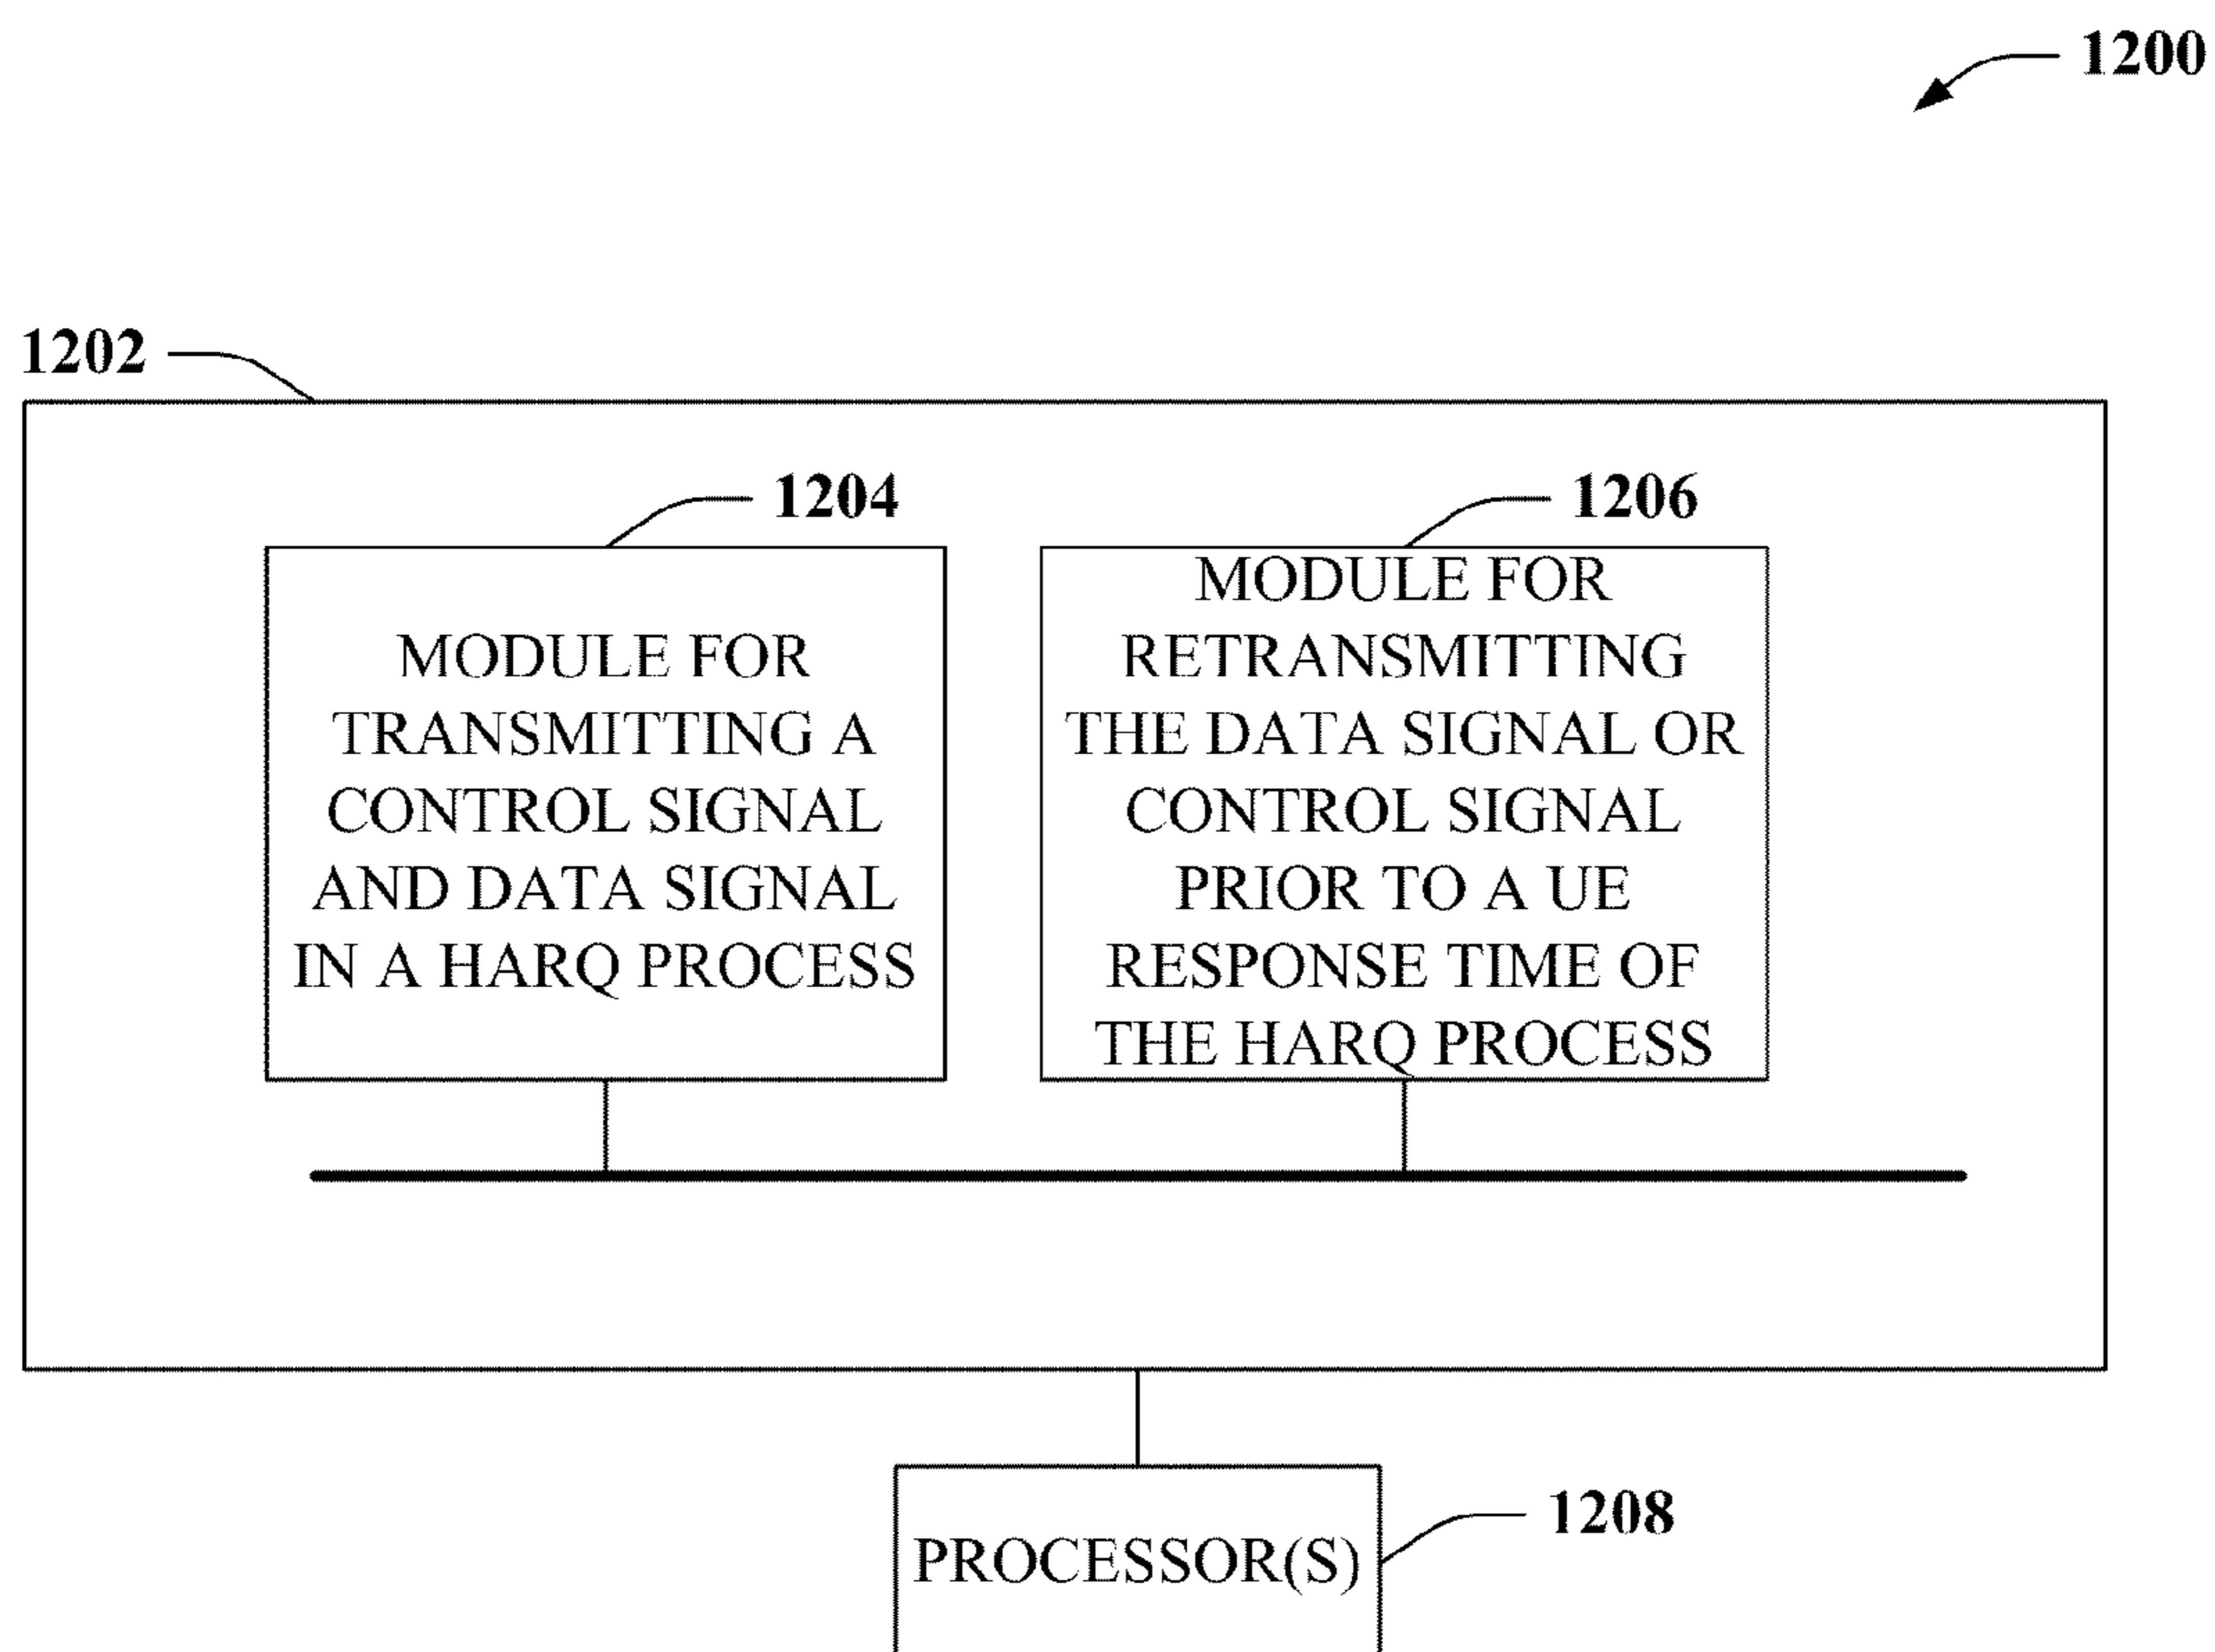 1200
1202
1204
1206
MODULE FOR
TRANSMITTING A
CONTROL SIGNAL
AND DATA SIGNAL
IN A HARQ PROCESS
MODULE FOR
RETRANSMITTING
THE DATA SIGNAL OR
CONTROL SIGNAL
PRIOR TO A UE
RESPONSE TIME OF
THE HARQ PROCESS
1208
PROCESSOR(S)